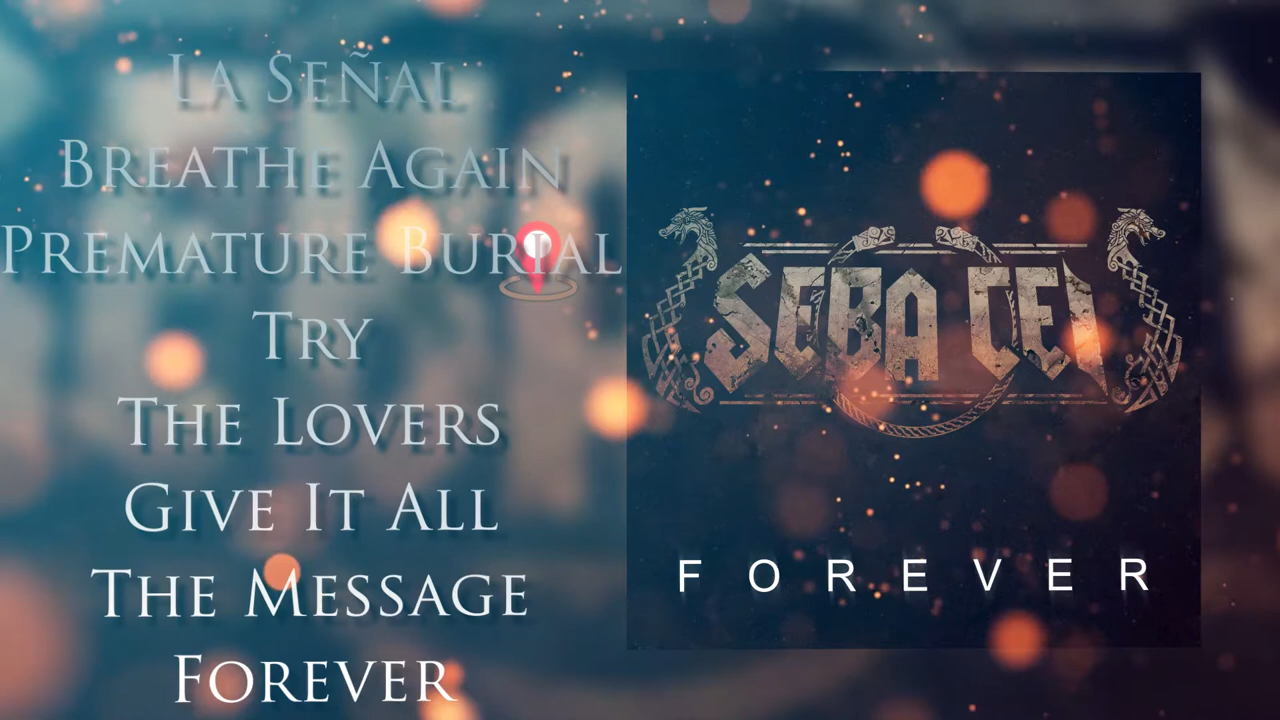 La Señal
Breathe Again
Premature Burial
Try
The Lovers
Give It All
The Message
Forever
SEBA CEI
FOREVER